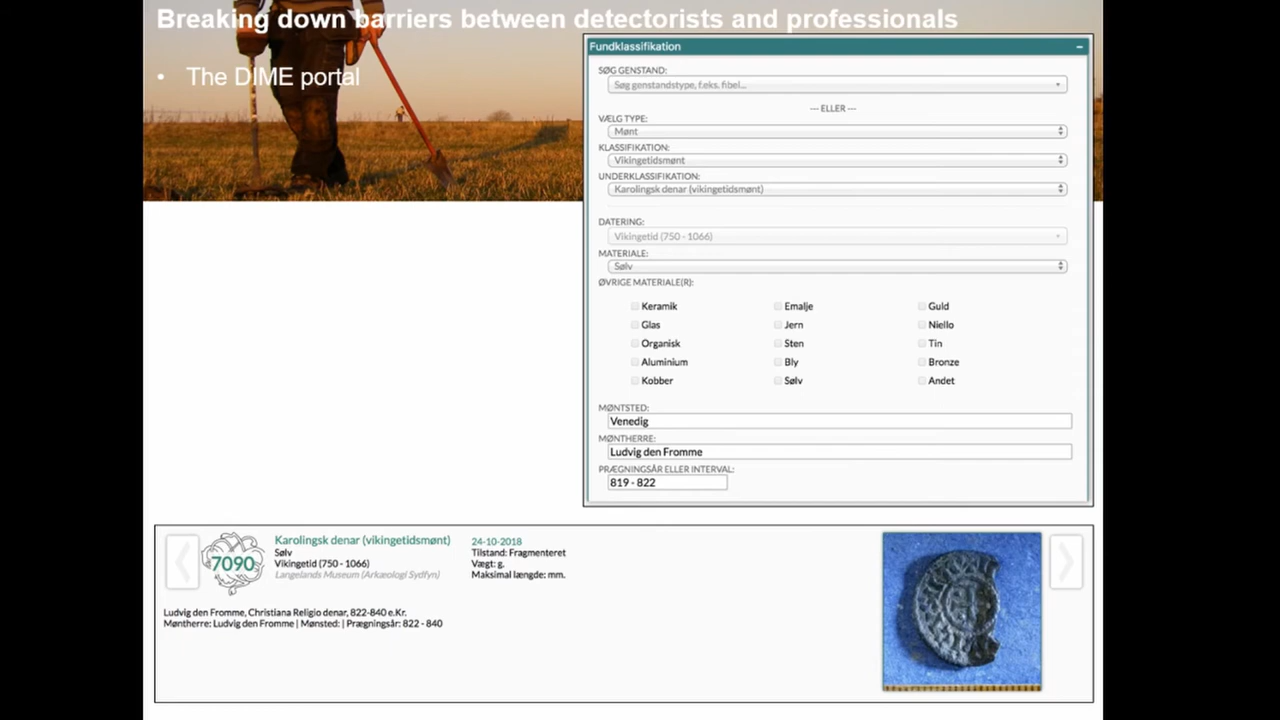 Breaking down barriers between detectorists and professionals
• The DIME portal
Fundklassifikation
SØG GENSTAND:
Søg genstandstype, f.eks. fibel...
--- ELLER ---
VÆLG TYPE:
Mønt
KLASSIFIKATION:
Vikingetidsmønt
UNDERKLASSIFIKATION:
Karolingsk denar (vikingetidsmønt)
DATERING:
Vikingetid (750 - 1066)
MATERIALE:
Sølv
ØVRIGE MATERIALE(R):
Keramik Emalje Guld
Glas Jern Niello
Organisk Sten Tin
Aluminium Bly Bronze
Kobber Sølv Andet
MØNTSTED:
Venedig
MØNTHERRE:
Ludvig den Fromme
PRÆGNINGSÅR ELLER INTERVAL:
819 - 822
7090
Karolingsk denar (vikingetidsmønt)
Sølv
Vikingetid (750 - 1066)
Langelands Museum (Arkæologi Sydfyn)
24-10-2018
Tilstand: Fragmenteret
Vægt: g.
Maksimal længde: mm.
Ludvig den Fromme, Christiana Religio denar, 822-840 e.Kr.
Møntherre: Ludvig den Fromme | Mønsted: | Prægningsår: 822 - 840